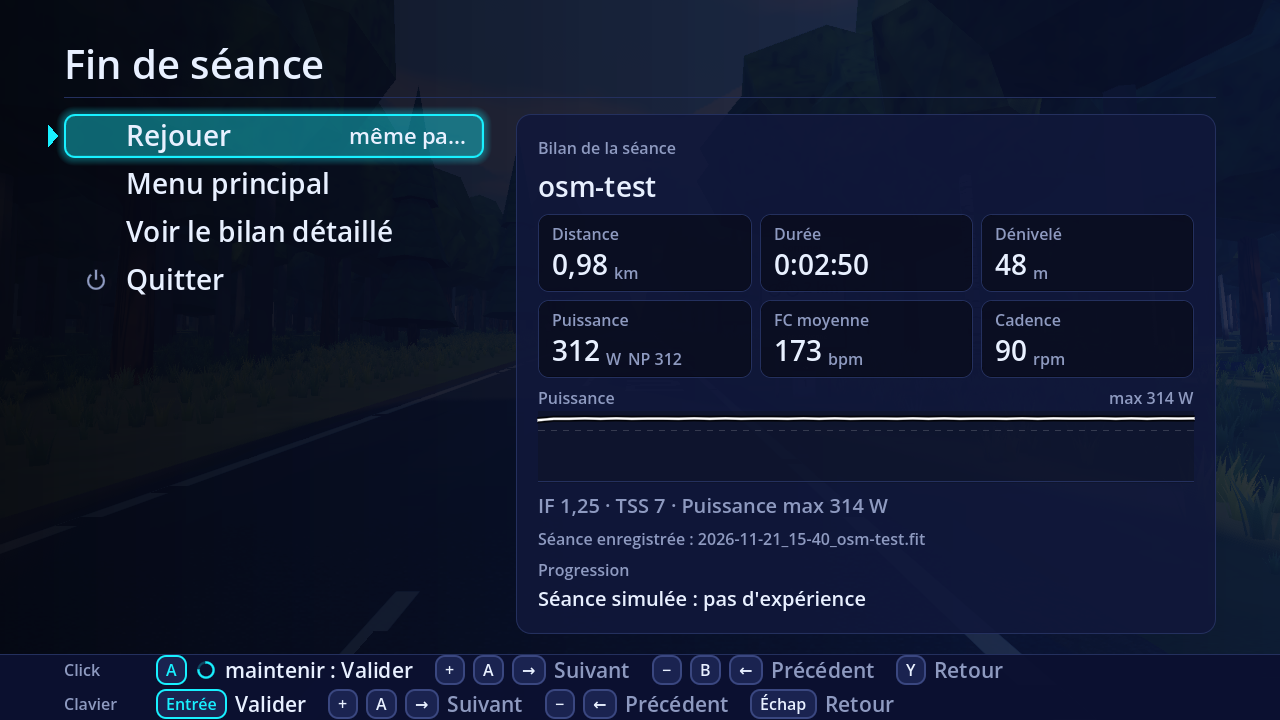 Fin de séance
Rejouer même pa...
Menu principal
Voir le bilan détaillé
Quitter
Bilan de la séance
osm-test
Distance Durée Dénivelé
0,98 km 0:02:50 48 m
Puissance FC moyenne Cadence
312 W NP 312 173 bpm 90 rpm
Puissance max 314 W
IF 1,25 · TSS 7 · Puissance max 314 W
Séance enregistrée : 2026-11-21_15-40_osm-test.fit
Progression
Séance simulée : pas d'expérience
Click A maintenir : Valider + A → Suivant − B ← Précédent Y Retour
Clavier Entrée Valider + A → Suivant − ← Précédent Échap Retour